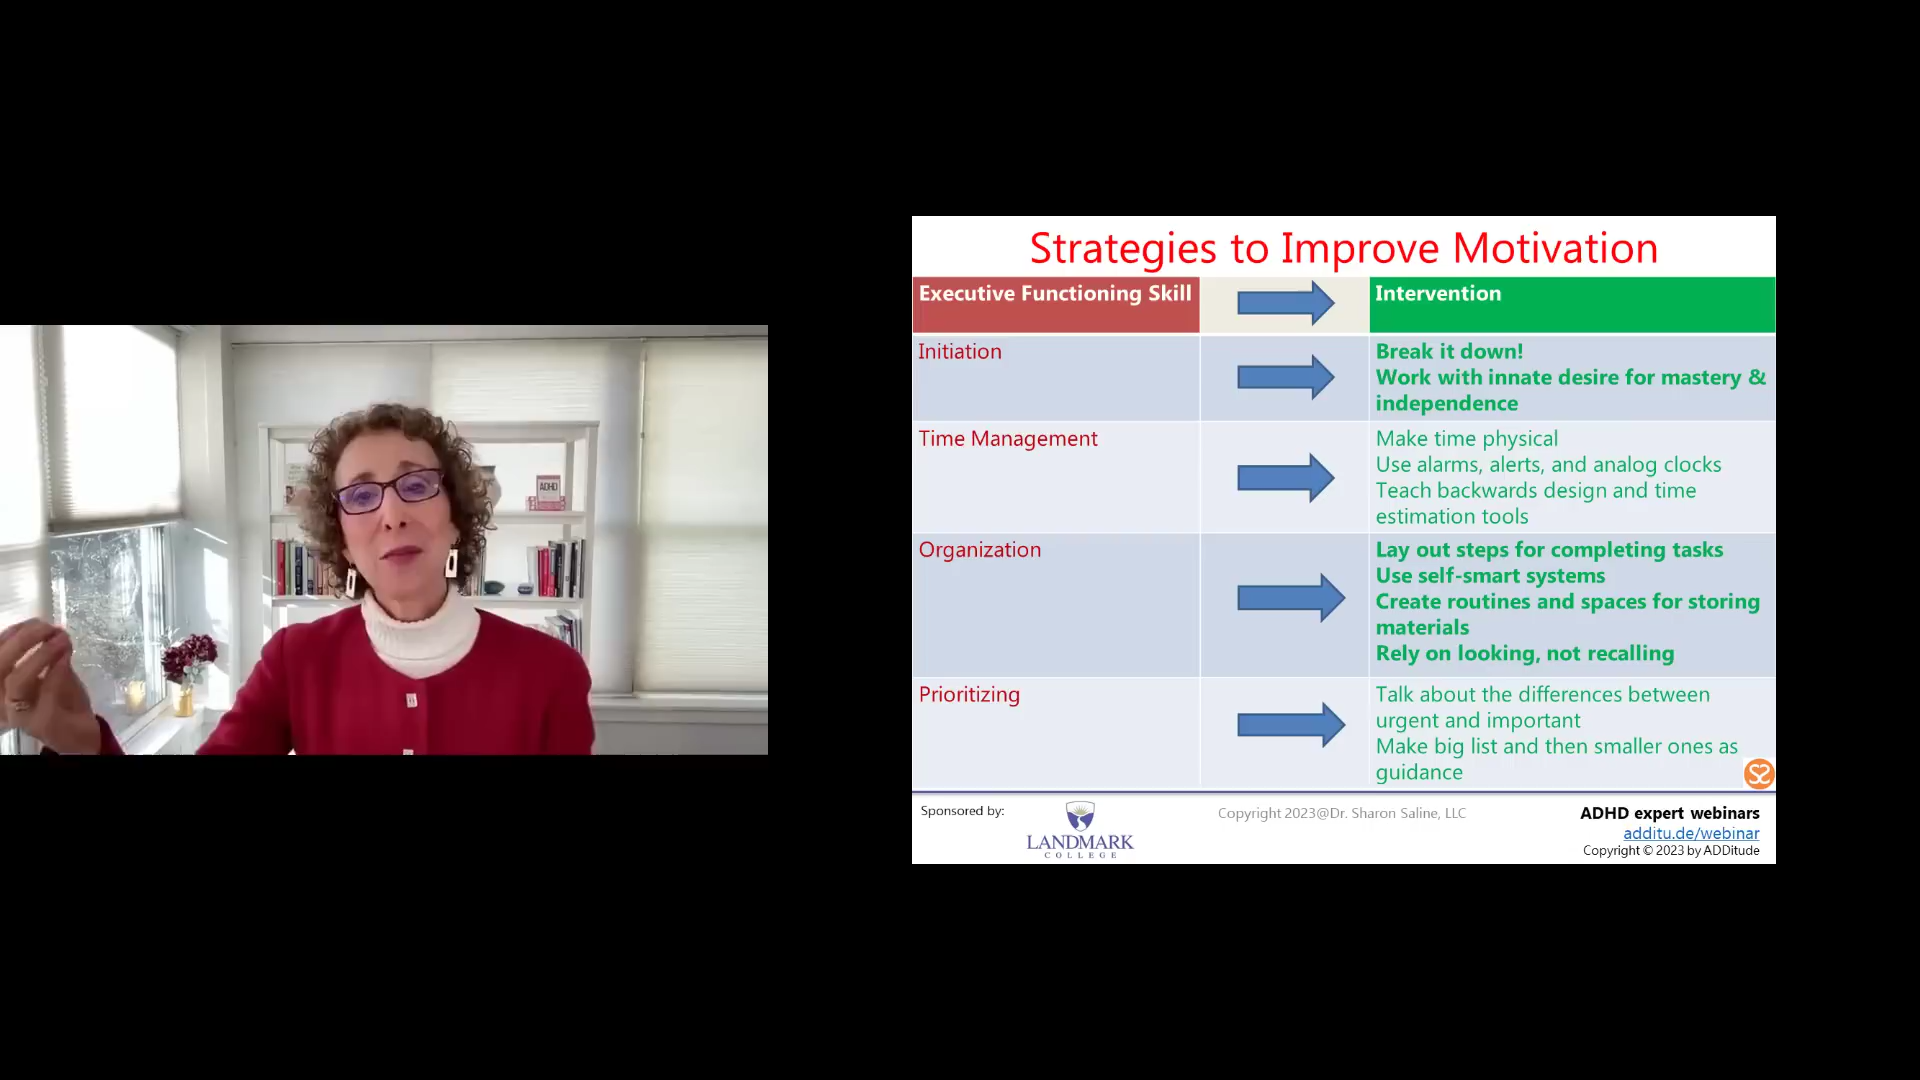 ADHD
Strategies to Improve Motivation
Executive Functioning Skill
Intervention
Initiation
Break it down!
Work with innate desire for mastery &
independence
Time Management
Make time physical
Use alarms, alerts, and analog clocks
Teach backwards design and time
estimation tools
Organization
Lay out steps for completing tasks
Use self-smart systems
Create routines and spaces for storing
materials
Rely on looking, not recalling
Prioritizing
Talk about the differences between
urgent and important
Make big list and then smaller ones as
guidance
Sponsored by:
LANDMARK
COLLEGE
Copyright 2023@Dr. Sharon Saline, LLC
ADHD expert webinars
additu.de/webinar
Copyright © 2023 by ADDitude